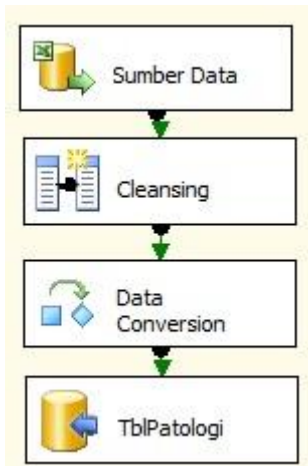 Sumber Data
Cleansing
Data
Conversion
TblPatologi